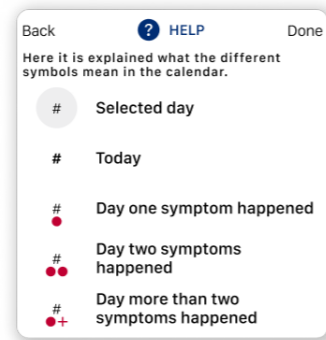 Back ? HELP Done
Here it is explained what the different
symbols mean in the calendar.
# Selected day
# Today
# Day one symptom happened
# Day two symptoms
happened
# Day more than two
+ symptoms happened